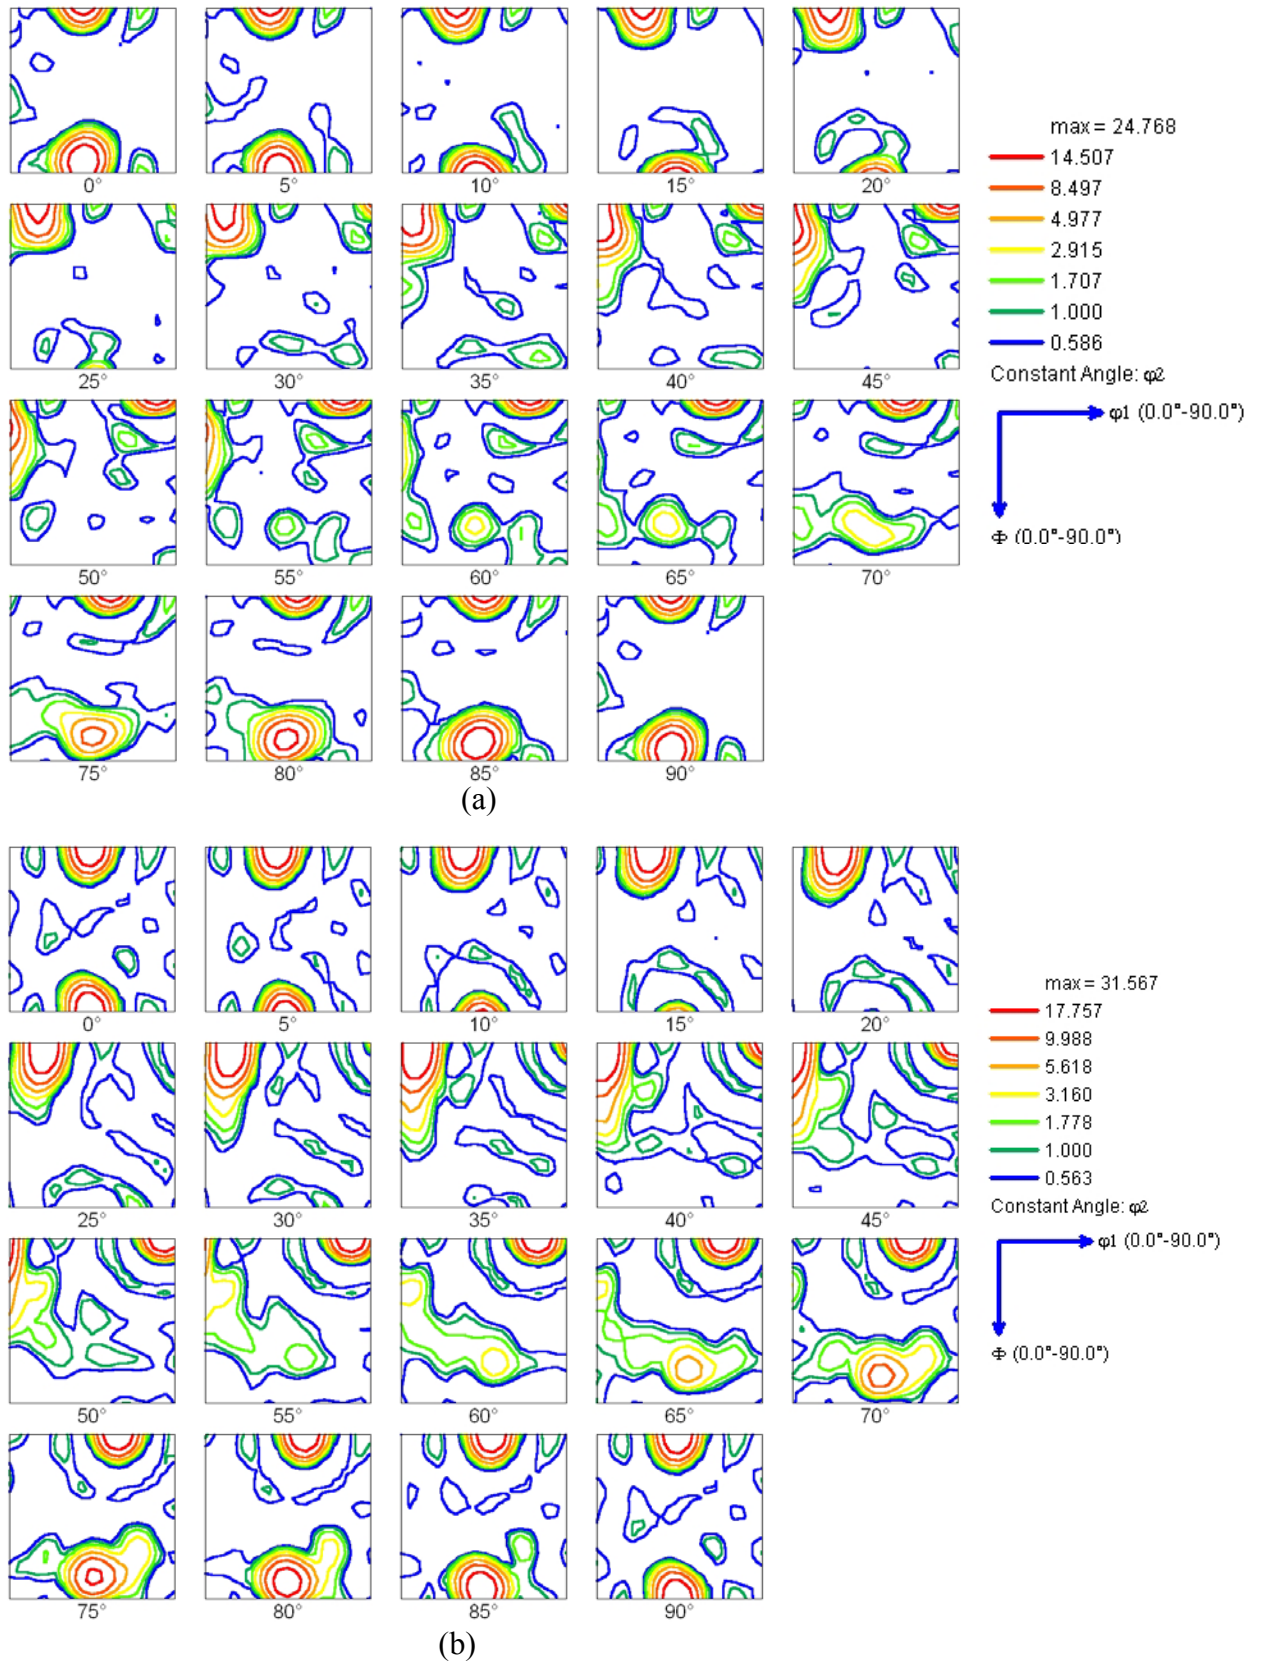 0° 5° 10° 15° 20°
max = 24.768
14.507
8.497
4.977
2.915
1.707
1.000
0.586
Constant Angle: φ2
25° 30° 35° 40° 45°
φ1 (0.0°-90.0°)
Φ (0.0°-90.0°)
50° 55° 60° 65° 70°
75° 80° 85° 90°
(a)
0° 5° 10° 15° 20°
max = 31.567
17.757
9.988
5.618
3.160
1.778
1.000
0.563
Constant Angle: φ2
25° 30° 35° 40° 45°
φ1 (0.0°-90.0°)
Φ (0.0°-90.0°)
50° 55° 60° 65° 70°
75° 80° 85° 90°
(b)